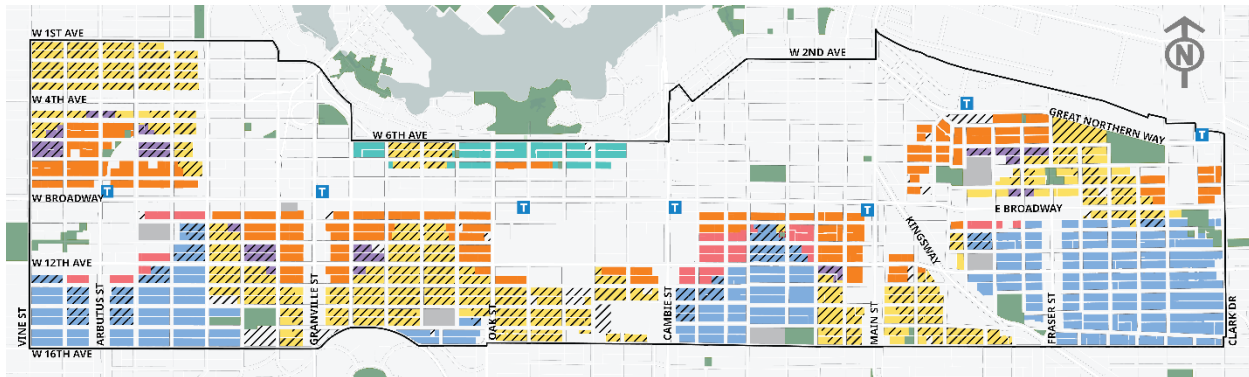 W 1ST AVE
W 2ND AVE
N
W 4TH AVE
T
GREAT NORTHERN WAY
W 6TH AVE
T
T
T
W BROADWAY
T
T
T
E BROADWAY
KINGSWAY
W 12TH AVE
VINE ST
ARBUTUS ST
GRANVILLE ST
OAK ST
CAMBIE ST
MAIN ST
FRASER ST
CLARK DR
W 16TH AVE